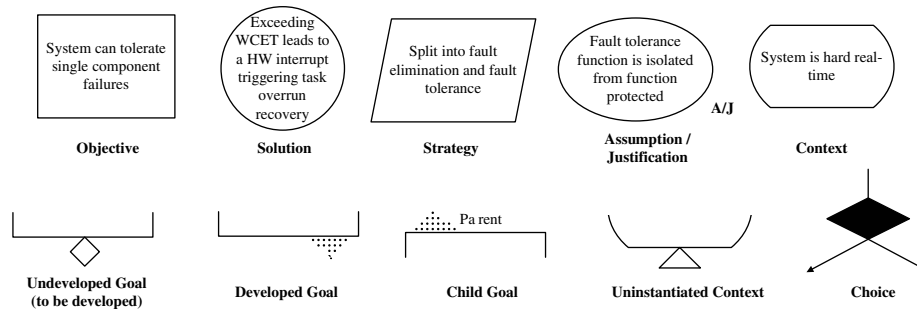 System can tolerate
single component
failures
Exceeding
WCET leads to
a HW interrupt
triggering task
overrun
recovery
Split into fault
elimination and fault
tolerance
Fault tolerance
function is isolated
from function
protected
A/J
System is hard real-
time
Objective
Solution
Strategy
Assumption /
Justification
Context
Pa rent
Undeveloped Goal
(to be developed)
Developed Goal
Child Goal
Uninstantiated Context
Choice